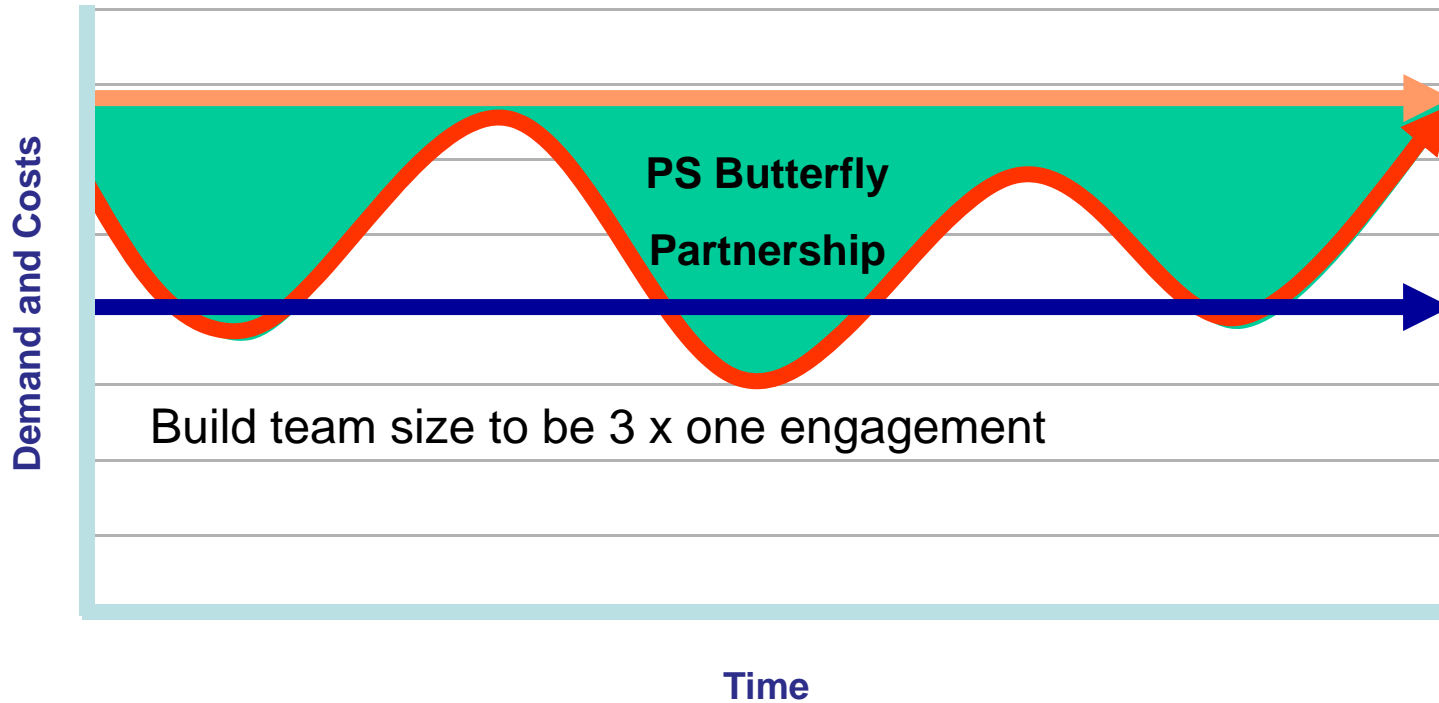 Demand and Costs
PS Butterfly
Partnership
Build team size to be 3 x one engagement
Time